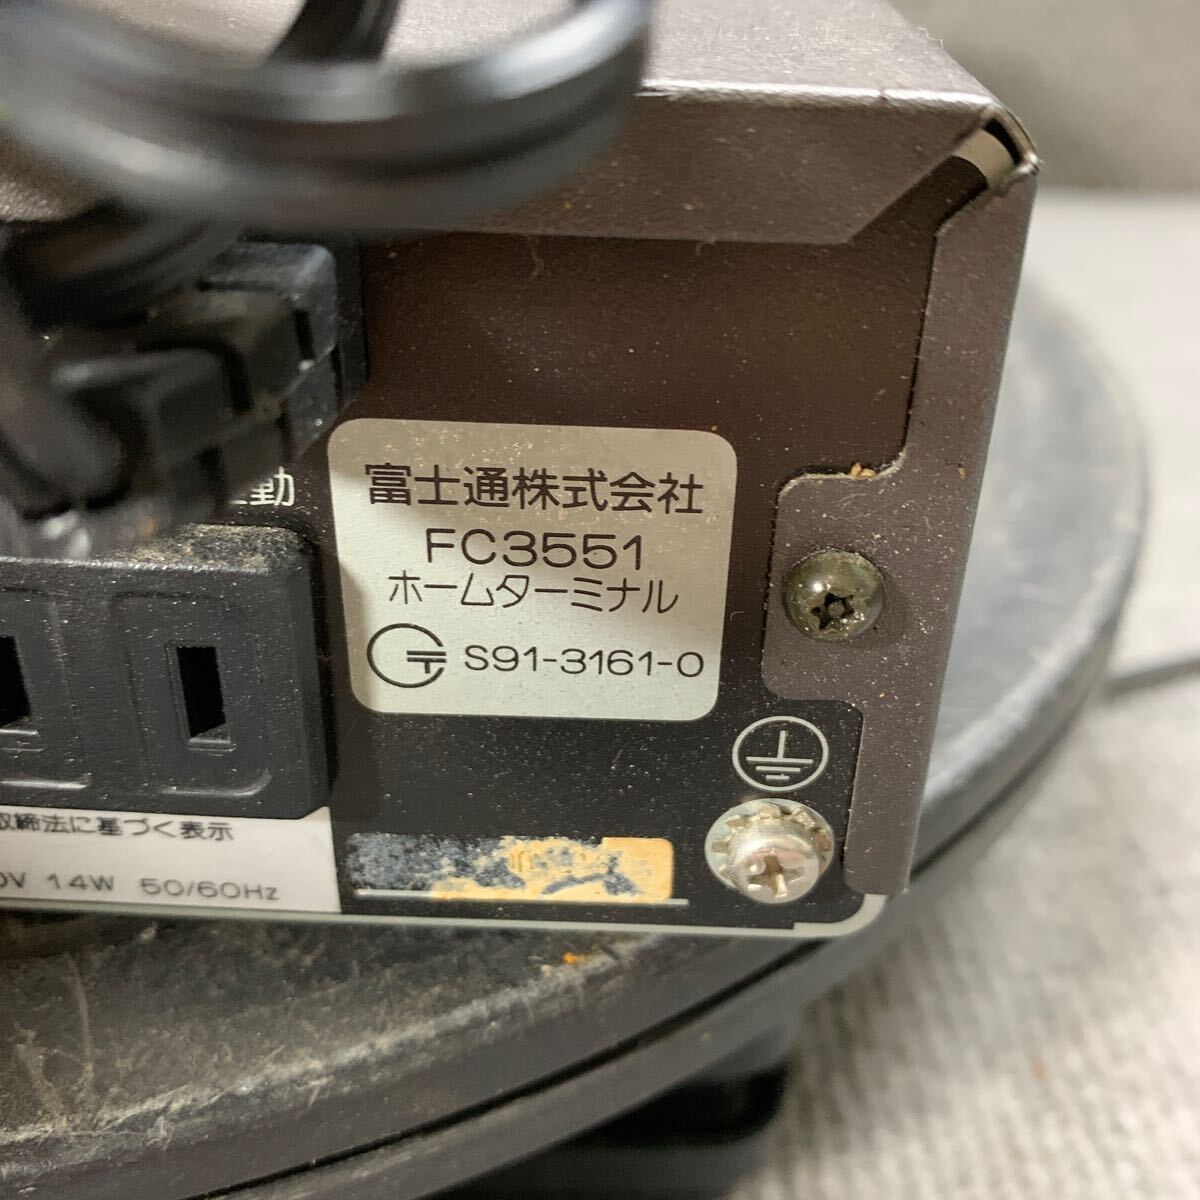 動
富士通株式会社
FC3551
ホームターミナル
S91-3161-0
取締法に基づく表示
0V 14W 50/60Hz